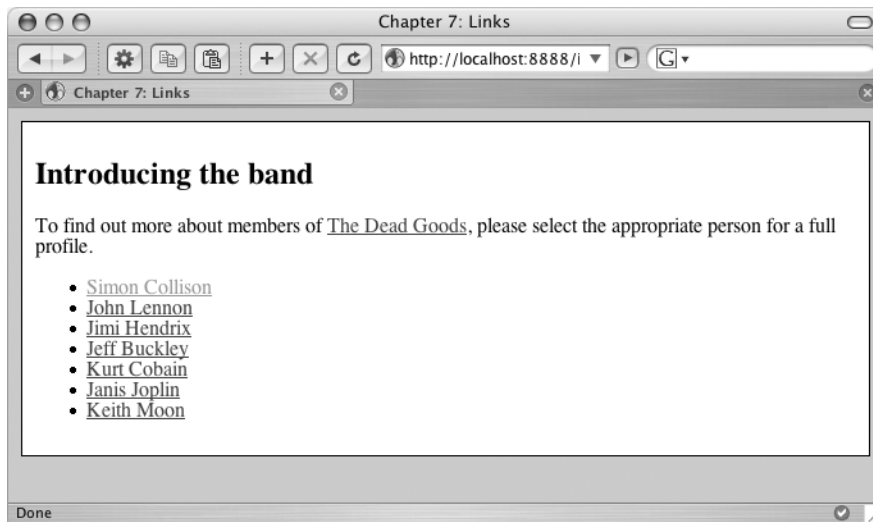 Chapter 7: Links
http://localhost:8888/i
G
Chapter 7: Links
Introducing the band
To find out more about members of The Dead Goods, please select the appropriate person for a full
profile.
• Simon Collison
• John Lennon
• Jimi Hendrix
• Jeff Buckley
• Kurt Cobain
• Janis Joplin
• Keith Moon
Done